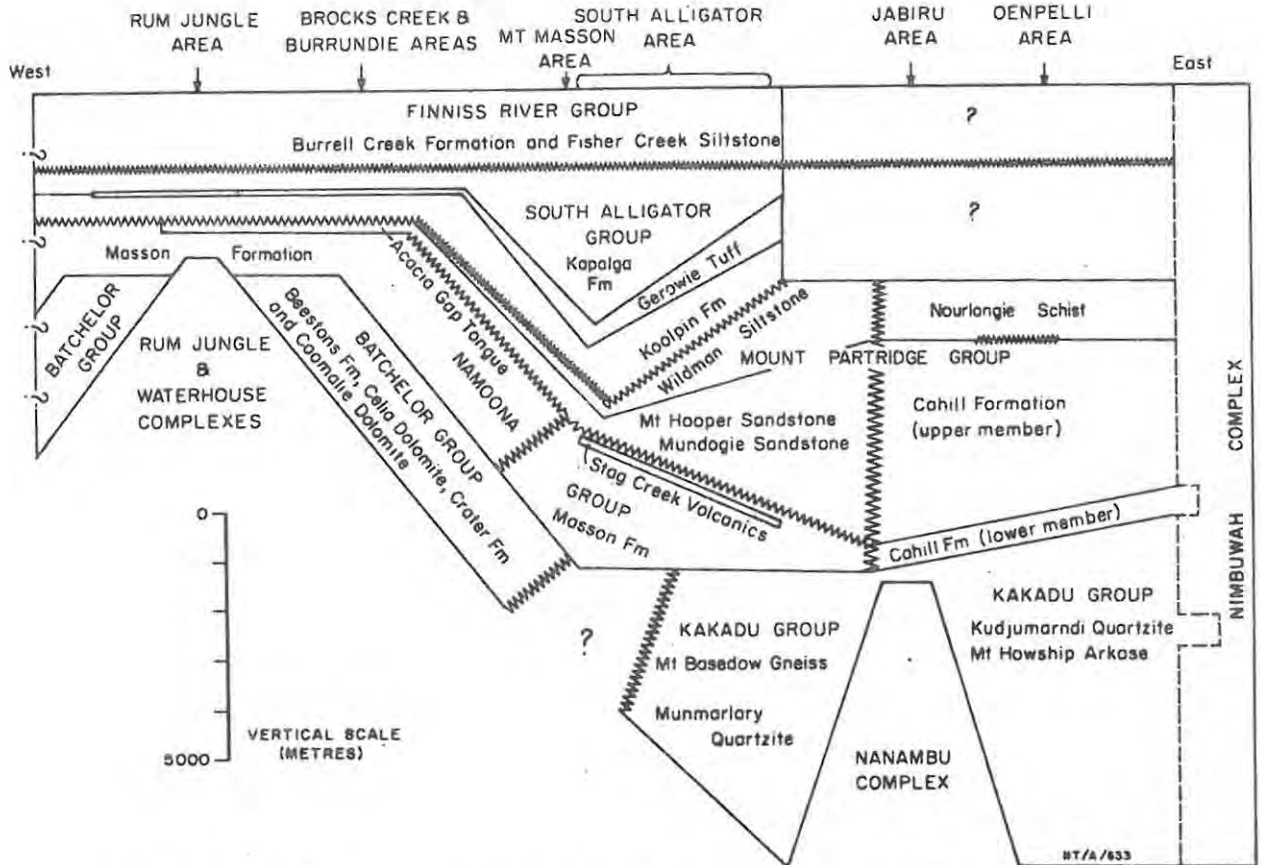 RUM JUNGLE
AREA
BROCKS CREEK &
BURRUNDIE AREAS
MT MASSON
AREA
SOUTH ALLIGATOR
AREA
JABIRU
AREA
OENPELLI
AREA
West
East
FINNISS RIVER GROUP
Burrell Creek Formation and Fisher Creek Siltstone
?
SOUTH ALLIGATOR
GROUP
Kapalga
Fm
Gerowie Tuff
?
Masson Formation
Acacia Gap Tongue
Koolpin Fm
Wildman Siltstone
Nourlangie Schist
BATCHELOR
GROUP
RUM JUNGLE
&
WATERHOUSE
COMPLEXES
Beestons Fm, Celia Dolomite, Crater Fm
and Coomalie Dolomite
BATCHELOR GROUP
NAMOONA
GROUP
MOUNT PARTRIDGE GROUP
Mt Hooper Sandstone
Mundogie Sandstone
Cahill Formation
(upper member)
Stag Creek Volcanics
Masson Fm
Cahill Fm (lower member)
NIMBUWAH COMPLEX
0
5000
VERTICAL SCALE
(METRES)
?
KAKADU GROUP
Mt Basedow Gneiss
Munmarlary
Quartzite
NANAMBU
COMPLEX
KAKADU GROUP
Kudjumarndi Quartzite
Mt Howship Arkose